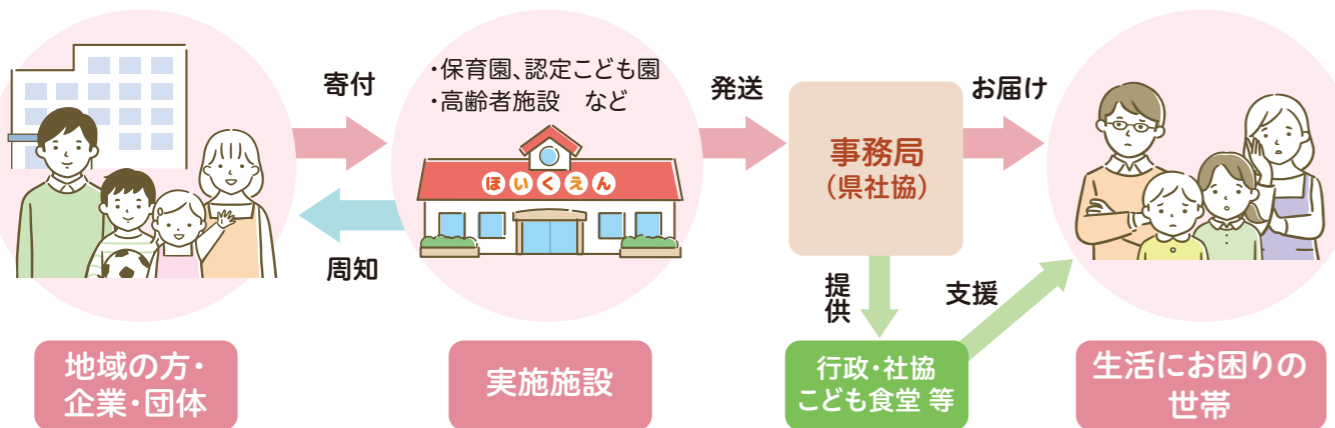 寄付
周知
・保育園、認定こども園
・高齢者施設　など
ほいくえん
発送
事務局
（県社協）
お届け
提供
支援
地域の方・
企業・団体
実施施設
行政・社協
こども食堂 等
生活にお困りの
世帯